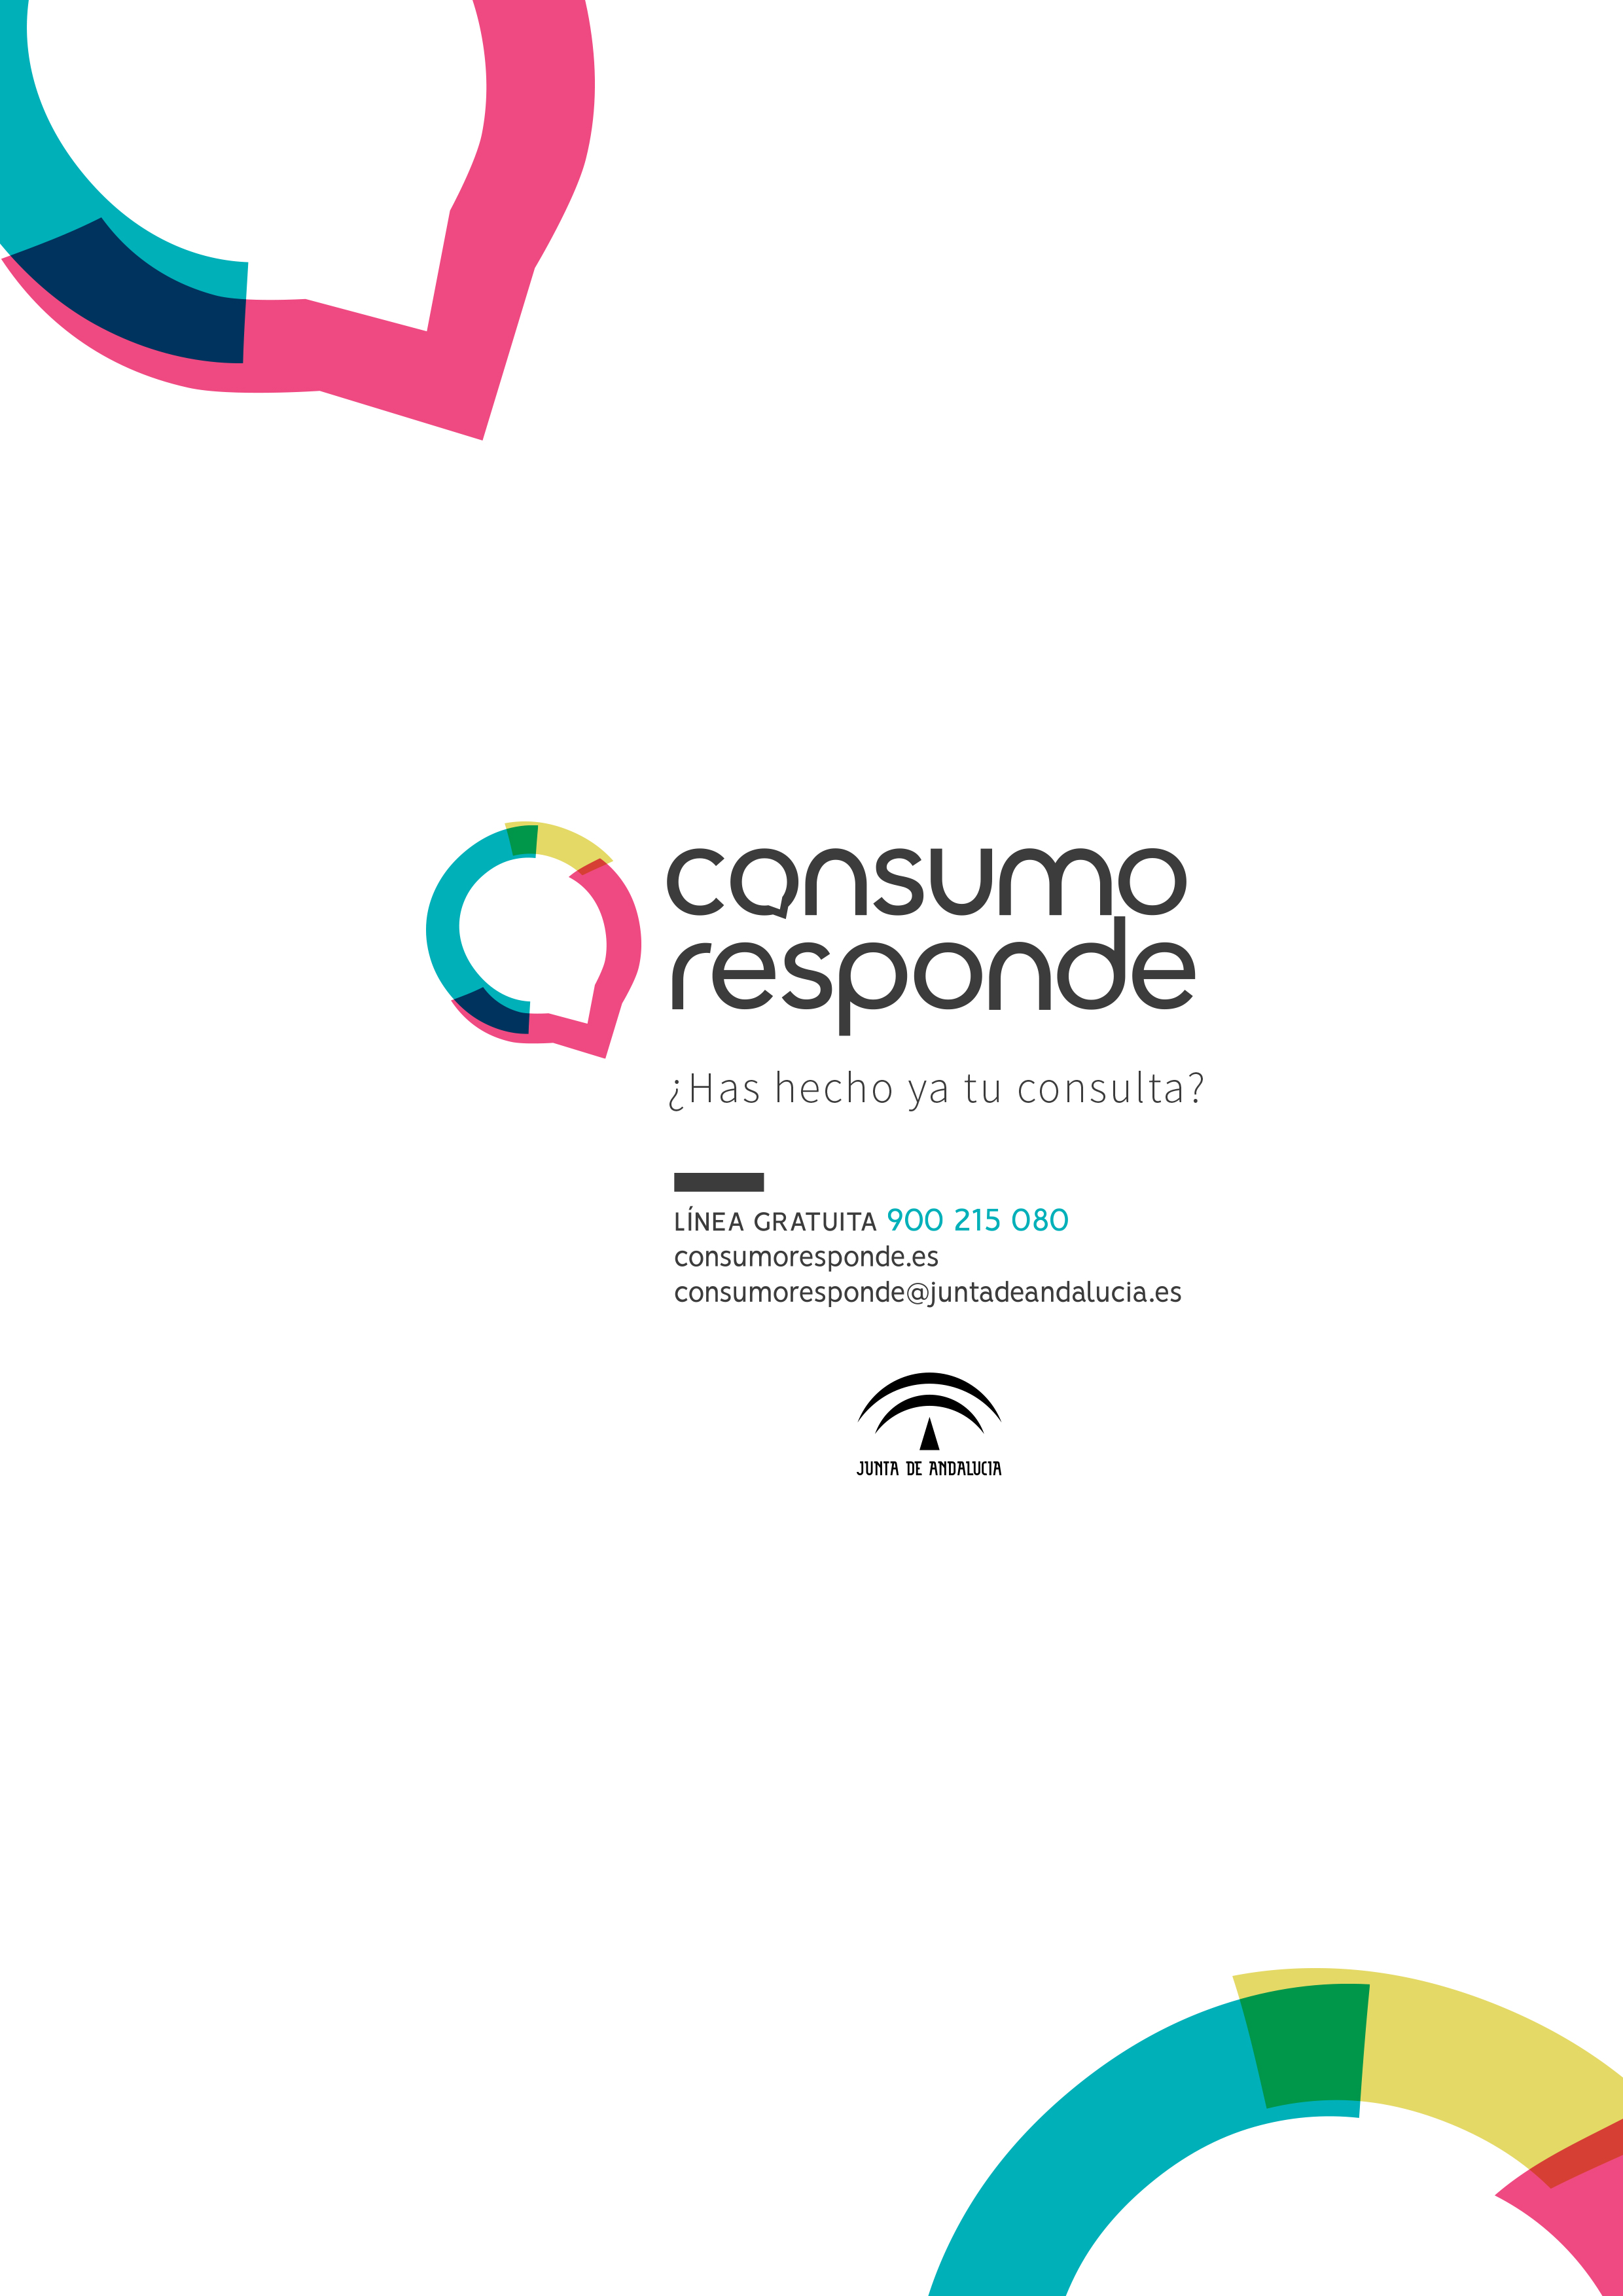 consumo
responde
¿Has hecho ya tu consulta?
LÍNEA GRATUITA 900 215 080
consumoresponde.es
consumoresponde@juntadeandalucia.es
JUNTA DE ANDALUCIA